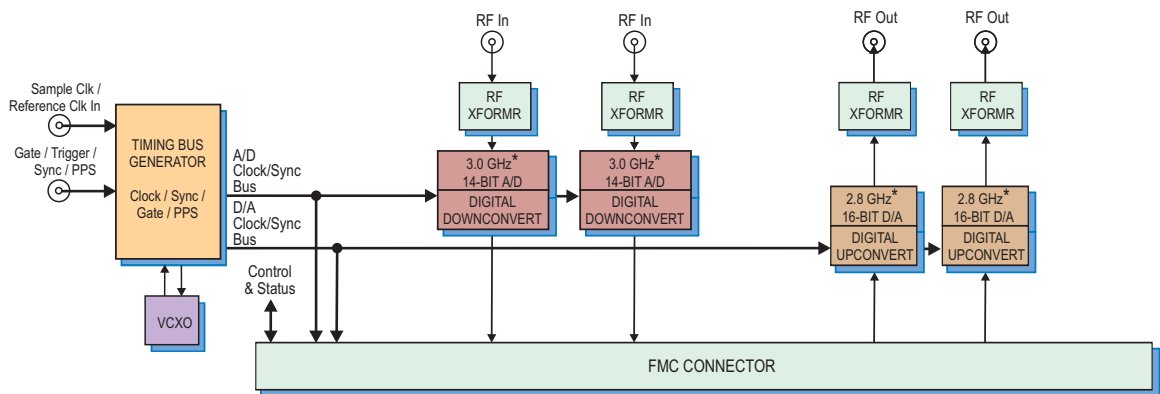 RF In
RF In
RF Out
RF Out
Sample Clk /
Reference Clk In
Gate / Trigger /
Sync / PPS
TIMING BUS
GENERATOR
Clock / Sync /
Gate / PPS
VCXO
A/D
Clock/Sync
Bus
D/A
Clock/Sync
Bus
Control
& Status
RF
XFORMR
RF
XFORMR
RF
XFORMR
RF
XFORMR
3.0 GHz*
14-BIT A/D
DIGITAL
DOWNCONVERT
3.0 GHz*
14-BIT A/D
DIGITAL
DOWNCONVERT
2.8 GHz*
16-BIT D/A
DIGITAL
UPCONVERT
2.8 GHz*
16-BIT D/A
DIGITAL
UPCONVERT
FMC CONNECTOR